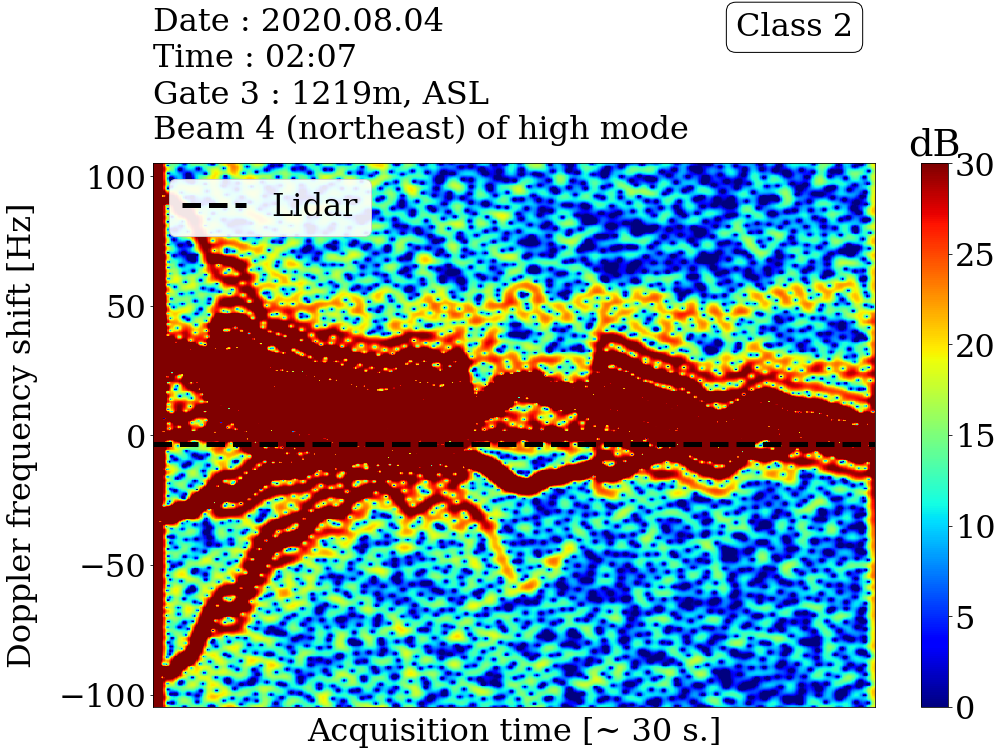 Date : 2020.08.04
Time : 02:07
Gate 3 : 1219m, ASL
Beam 4 (northeast) of high mode
Class 2
dB
Lidar
Doppler frequency shift [Hz]
100
50
0
−50
−100
Acquisition time [~ 30 s.]
30
25
20
15
10
5
0